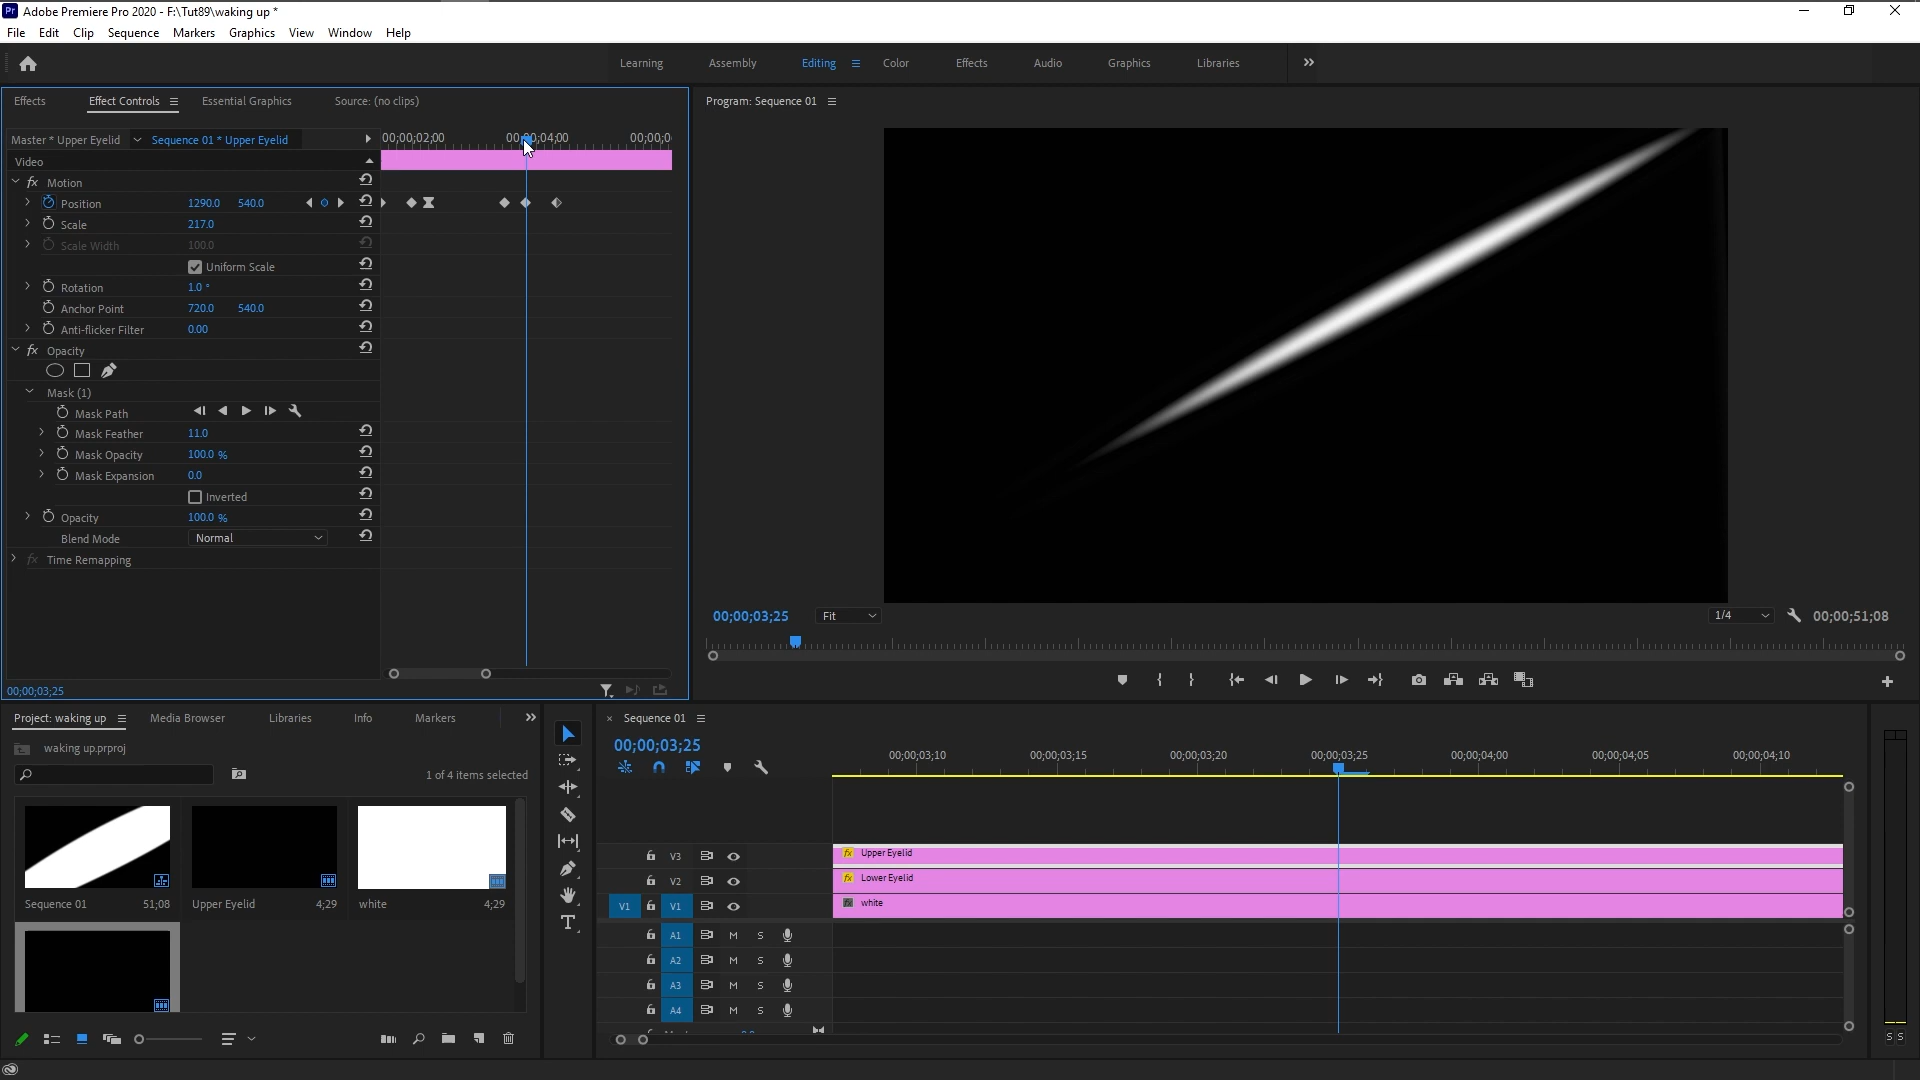 Pr Adobe Premiere Pro 2020 - F:\Tut89\waking up *
File Edit Clip Sequence Markers Graphics View Window Help
Learning Assembly Editing Color Effects Audio Graphics Libraries
Effects Effect Controls Essential Graphics Source: (no clips)
Program: Sequence 01
Master * Upper Eyelid Sequence 01 * Upper Eyelid
00;00;02;00 00;00;04;00 00;00;0
Video
fx Motion
Position 1290.0 540.0
Scale 217.0
Scale Width 100.0
Uniform Scale
Rotation 1.0 °
Anchor Point 720.0 540.0
Anti-flicker Filter 0.00
fx Opacity
Mask (1)
Mask Path
Mask Feather 11.0
Mask Opacity 100.0 %
Mask Expansion 0.0
Inverted
Opacity 100.0 %
Blend Mode Normal
fx Time Remapping
00;00;03;25
00;00;03;25 Fit 1/4 00;00;51;08
Project: waking up Media Browser Libraries Info Markers
waking up.prproj
1 of 4 items selected
Sequence 01 51;08 Upper Eyelid 4;29 white 4;29
× Sequence 01
00;00;03;25
00;00;03;10 00;00;03;15 00;00;03;20 00;00;03;25 00;00;04;00 00;00;04;05 00;00;04;10
V3 fx Upper Eyelid
V2 fx Lower Eyelid
V1 V1 fx white
A1 M S
A2 M S
A3 M S
A4 M S
S S